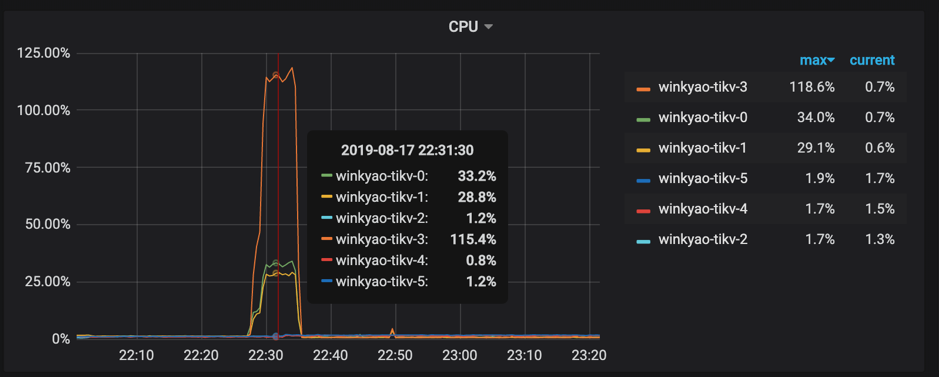 CPU
125.00%
100.00%
75.00%
50.00%
25.00%
0%
22:10 22:20 22:30 22:40 22:50 23:00 23:10 23:20
2019-08-17 22:31:30
winkyao-tikv-0: 33.2%
winkyao-tikv-1: 28.8%
winkyao-tikv-2: 1.2%
winkyao-tikv-3: 115.4%
winkyao-tikv-4: 0.8%
winkyao-tikv-5: 1.2%
max current
winkyao-tikv-3 118.6% 0.7%
winkyao-tikv-0 34.0% 0.7%
winkyao-tikv-1 29.1% 0.6%
winkyao-tikv-5 1.9% 1.7%
winkyao-tikv-4 1.7% 1.5%
winkyao-tikv-2 1.7% 1.3%